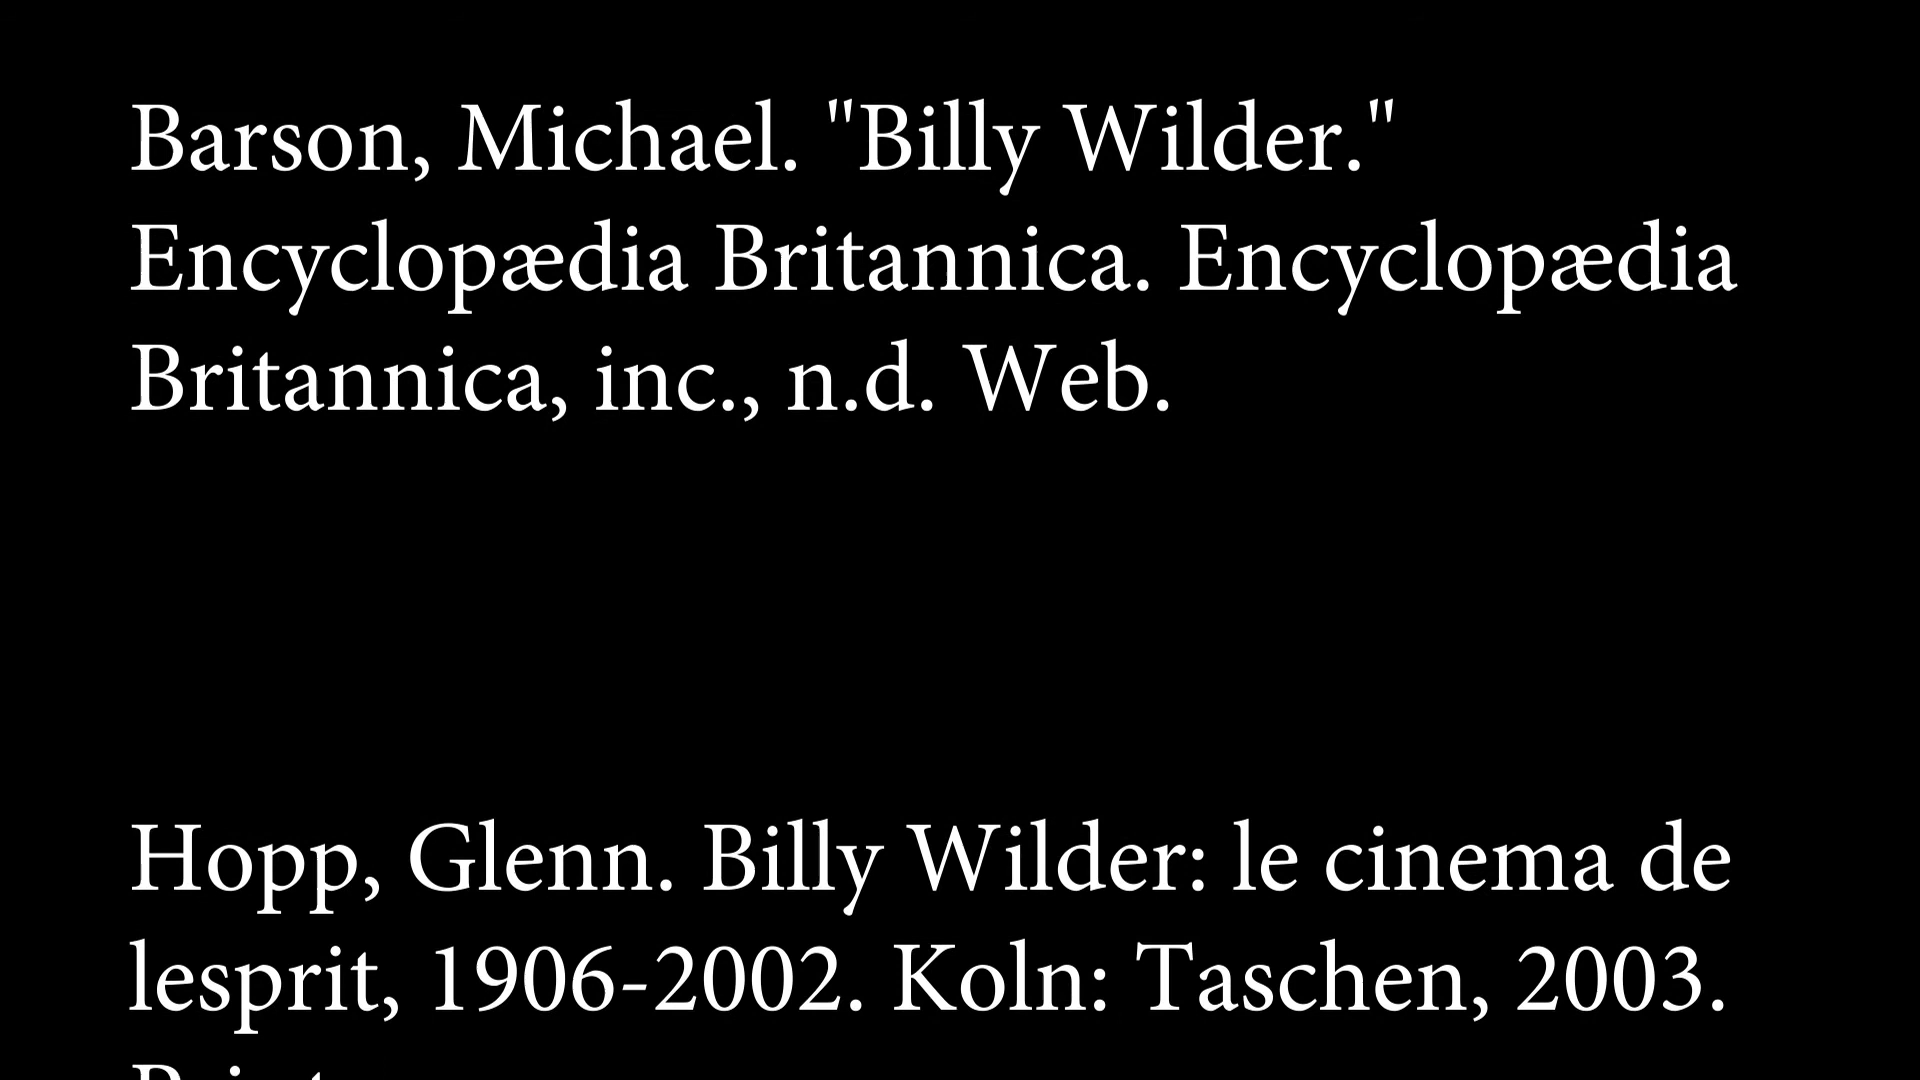 Barson, Michael. "Billy Wilder."
Encyclopædia Britannica. Encyclopædia
Britannica, inc., n.d. Web.
Hopp, Glenn. Billy Wilder: le cinema de
lesprit, 1906-2002. Koln: Taschen, 2003.